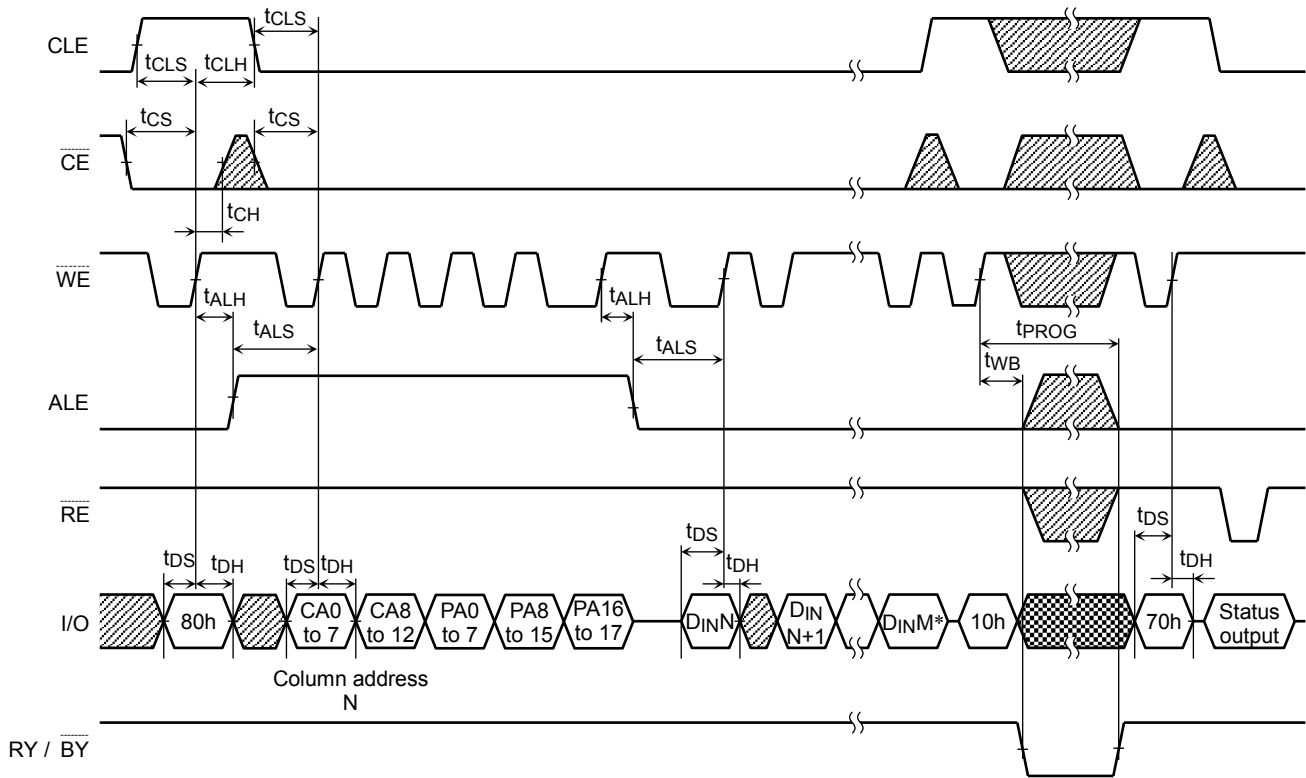 tCLS
CLE
tCLS tCLH
tCS tCS
CE
tCH
WE
tALH tALH
tALS tALS tPROG
tWB
ALE
RE
tDS tDH tDS tDH tDS tDH tDS tDH
I/O
80h
CA0 to 7
CA8 to 12
PA0 to 7
PA8 to 15
PA16 to 17
DINN
DIN N+1
DINM*
10h
70h
Status output
Column address
N
RY / BY